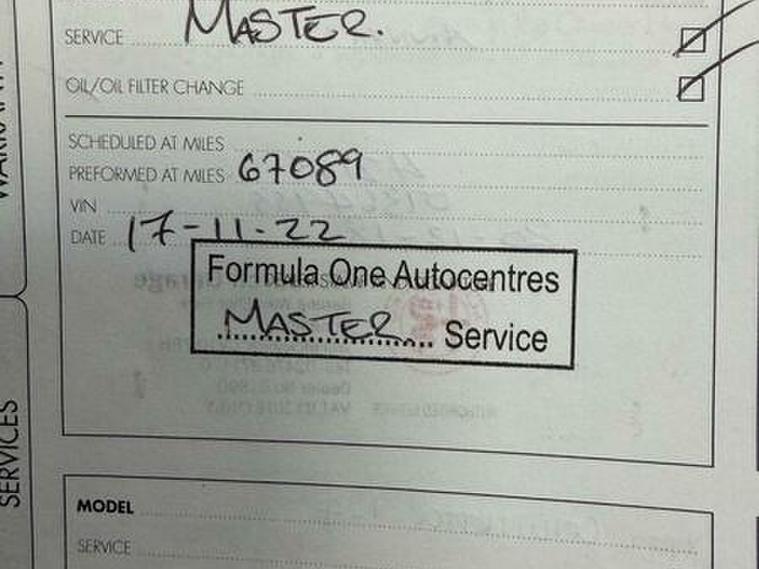 SERVICE MASTER.
OIL/OIL FILTER CHANGE
SCHEDULED AT MILES
PREFORMED AT MILES 67089
VIN
DATE 17-11-22
Formula One Autocentres
MASTER Service
SERVICES
MODEL
SERVICE